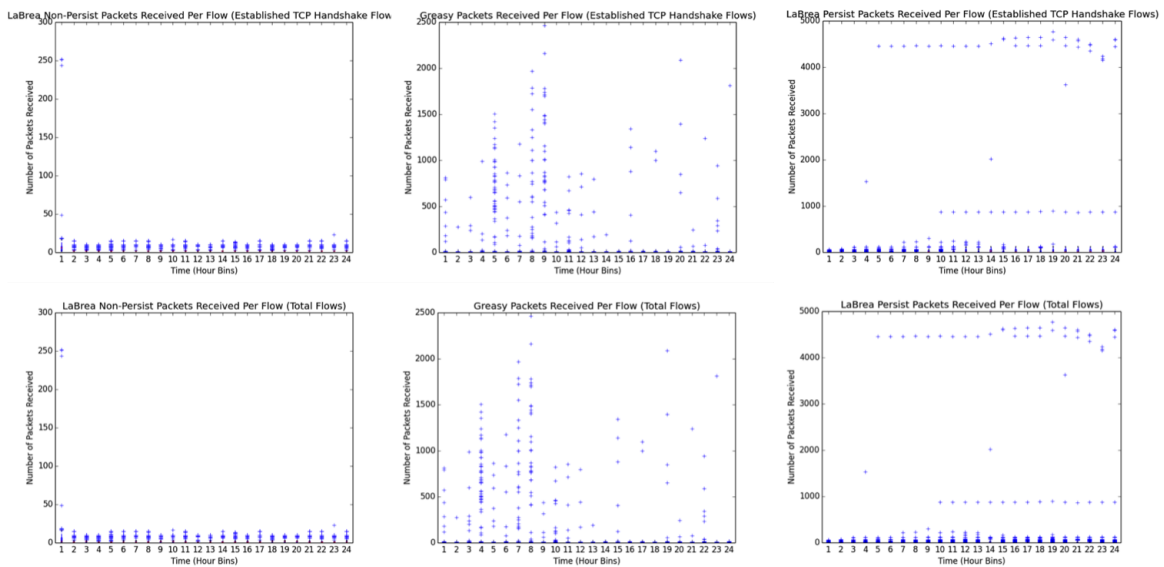 LaBrea Non-Persist Packets Received Per Flow (Established TCP Handshake Flow
300
250
200
150
100
50
0
Number of Packets Received
1 2 3 4 5 6 7 8 9 10 11 12 13 14 15 16 17 18 19 20 21 22 23 24
Time (Hour Bins)
Greasy Packets Received Per Flow (Established TCP Handshake Flows)
2500
2000
1500
1000
500
0
Number of Packets Received
1 2 3 4 5 6 7 8 9 10 11 12 13 14 15 16 17 18 19 20 21 22 23 24
Time (Hour Bins)
LaBrea Persist Packets Received Per Flow (Established TCP Handshake Flows)
5000
4000
3000
2000
1000
0
Number of Packets Received
1 2 3 4 5 6 7 8 9 10 11 12 13 14 15 16 17 18 19 20 21 22 23 24
Time (Hour Bins)
LaBrea Non-Persist Packets Received Per Flow (Total Flows)
300
250
200
150
100
50
0
Number of Packets Received
1 2 3 4 5 6 7 8 9 10 11 12 13 14 15 16 17 18 19 20 21 22 23 24
Time (Hour Bins)
Greasy Packets Received Per Flow (Total Flows)
2500
2000
1500
1000
500
0
Number of Packets Received
1 2 3 4 5 6 7 8 9 10 11 12 13 14 15 16 17 18 19 20 21 22 23 24
Time (Hour Bins)
LaBrea Persist Packets Received Per Flow (Total Flows)
5000
4000
3000
2000
1000
0
Number of Packets Received
1 2 3 4 5 6 7 8 9 10 11 12 13 14 15 16 17 18 19 20 21 22 23 24
Time (Hour Bins)